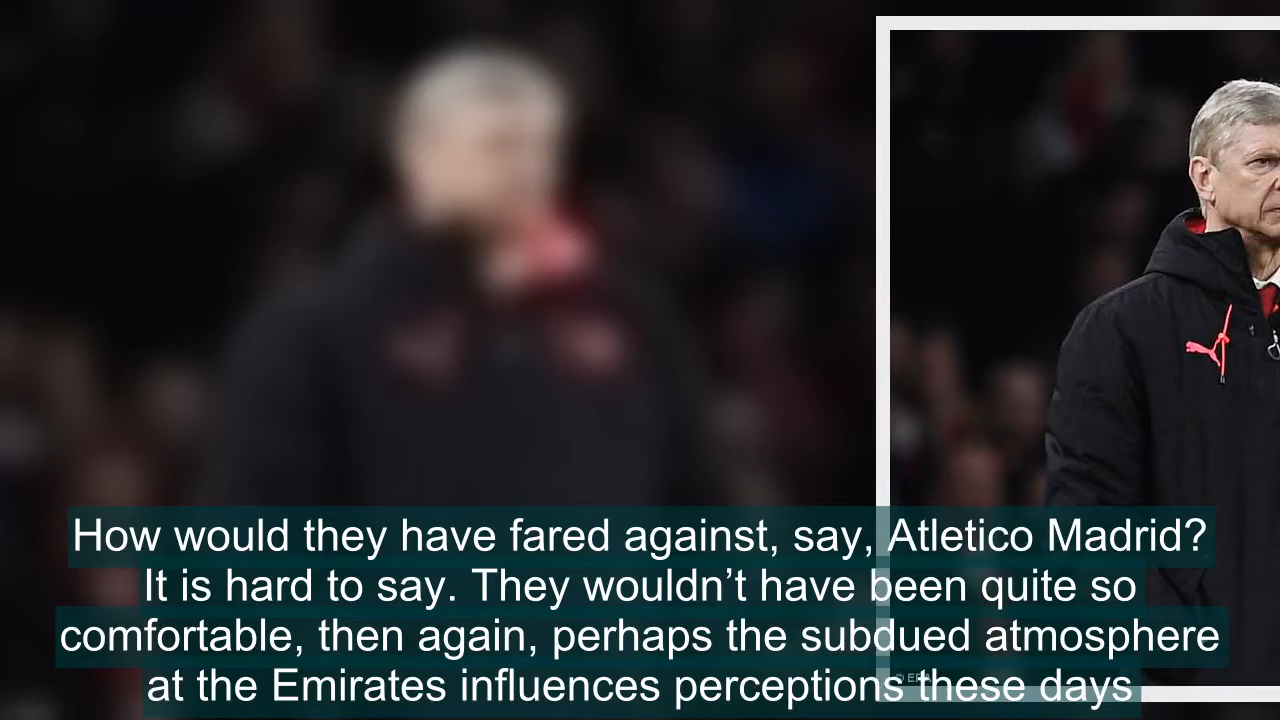 How would they have fared against, say, Atletico Madrid?
It is hard to say. They wouldn’t have been quite so
comfortable, then again, perhaps the subdued atmosphere
at the Emirates influences perceptions these days